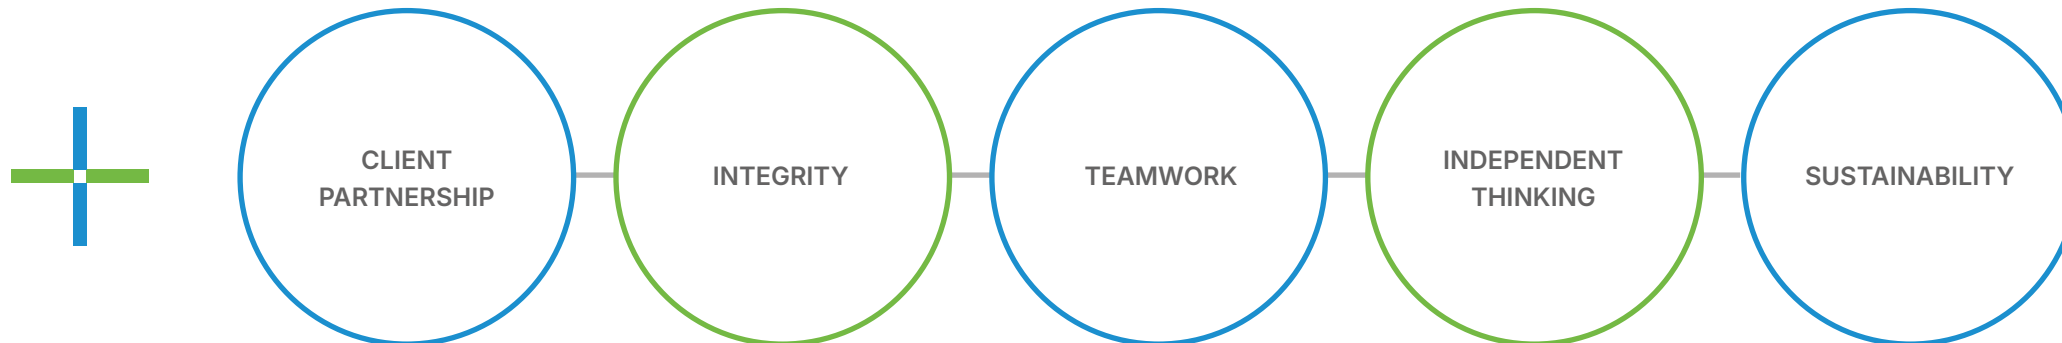 CLIENT
PARTNERSHIP
INTEGRITY
TEAMWORK
INDEPENDENT
THINKING
SUSTAINABILITY